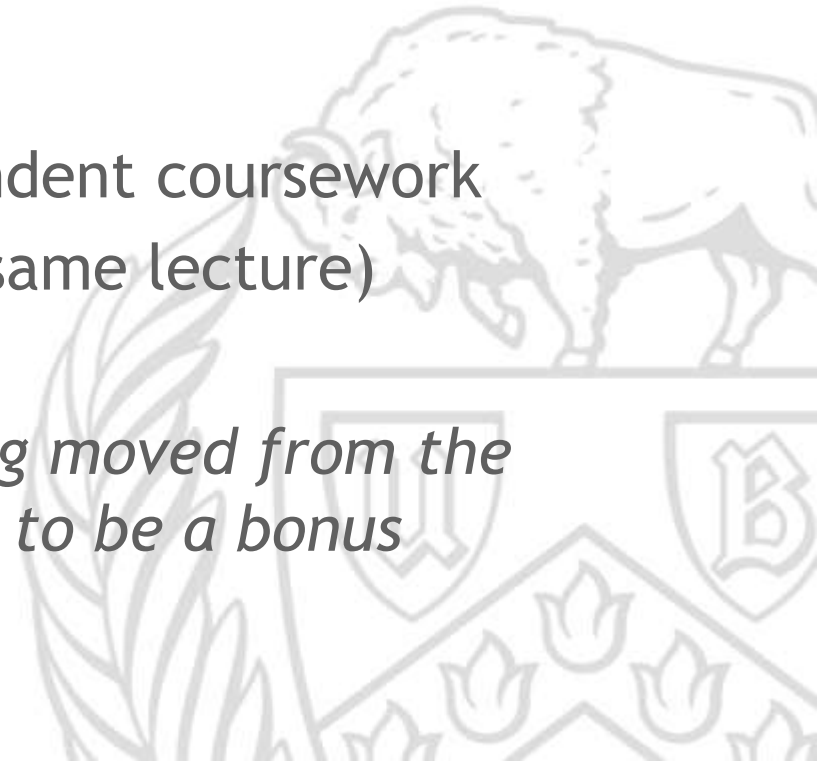 ndent coursework
same lecture)
g moved from the
to be a bonus
U B